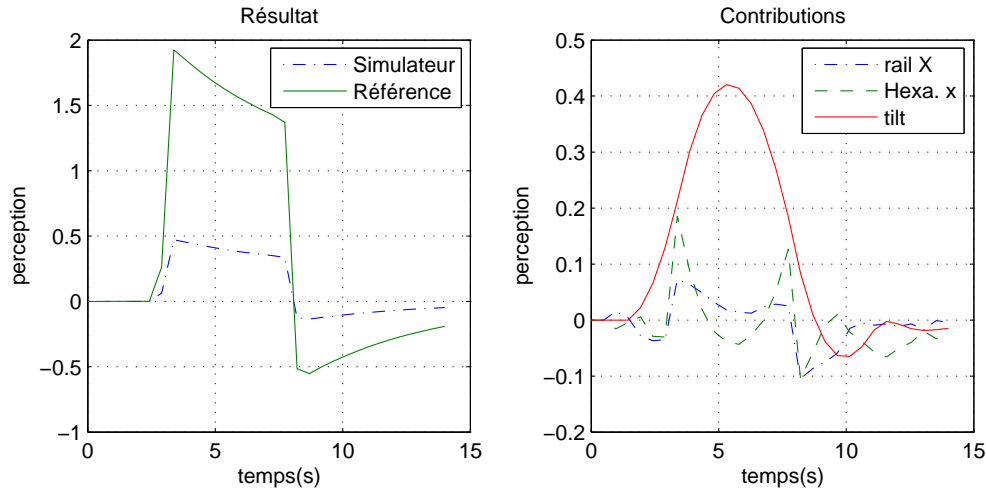 Résultat
2
1.5
1
0.5
0
−0.5
−1
perception
Simulateur
Référence
0
5
10
15
temps(s)
Contributions
0.5
0.4
0.3
0.2
0.1
0
−0.1
−0.2
perception
rail X
Hexa. x
tilt
0
5
10
15
temps(s)